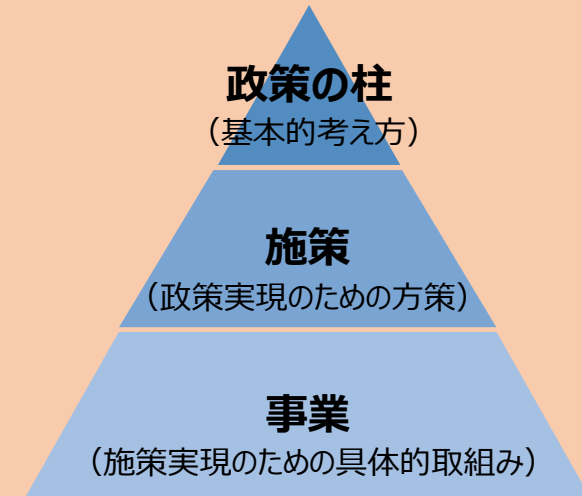 政策の柱
（基本的考え方）
施策
（政策実現のための方策）
事業
（施策実現のための具体的取組み）